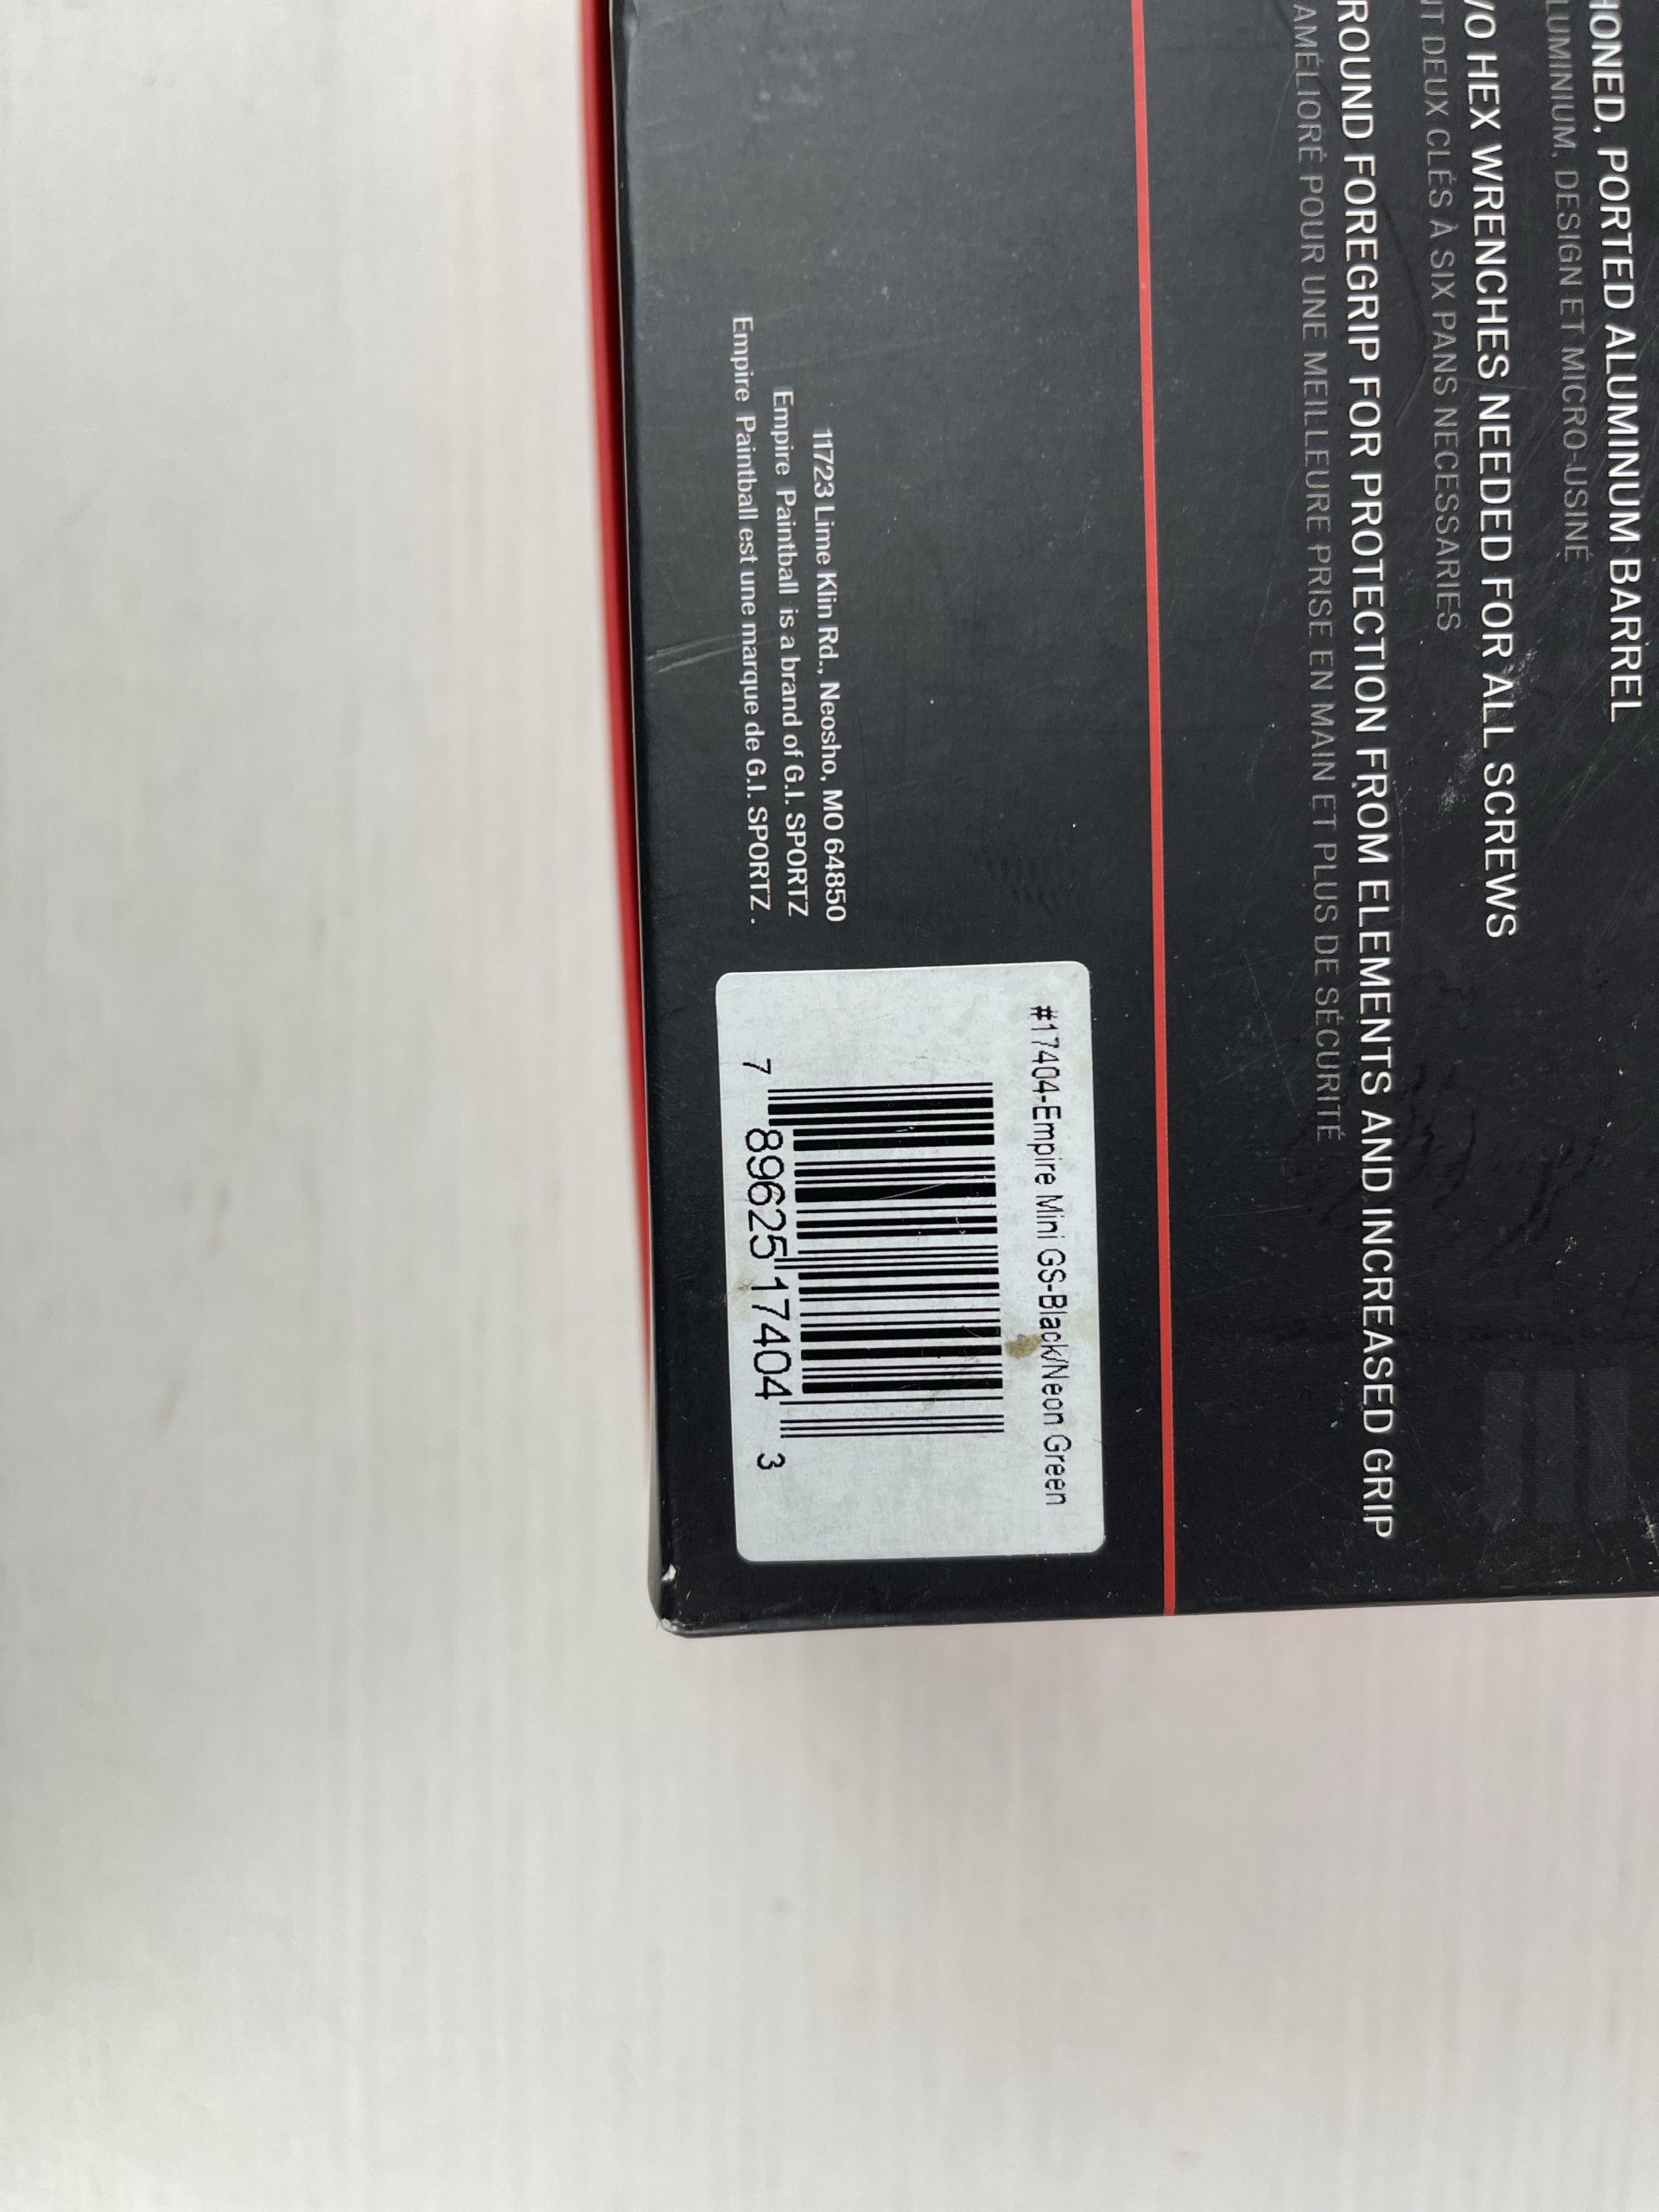 HONED, PORTED ALUMINUM BARREL
LUMINIUM, DESIGN ET MICRO-USINÉ
HEX WRENCHES NEEDED FOR ALL SCREWS
NT DEUX CLÉS À SIX PANS NECESSARIES
ROUND FOREGRIP FOR PROTECTION FROM ELEMENTS AND INCREASED GRIP
AMÉLIORÉ POUR UNE MEILLEURE PRISE EN MAIN ET PLUS DE SÉCURITÉ
11723 Lime Klin Rd., Neosho, MO 64850
Empire Paintball is a brand of G.I. SPORTZ
Empire Paintball est une marque de G.I. SPORTZ.
#17404-Empire Mini GS-Black/Neon Green
7 89625 17404 3